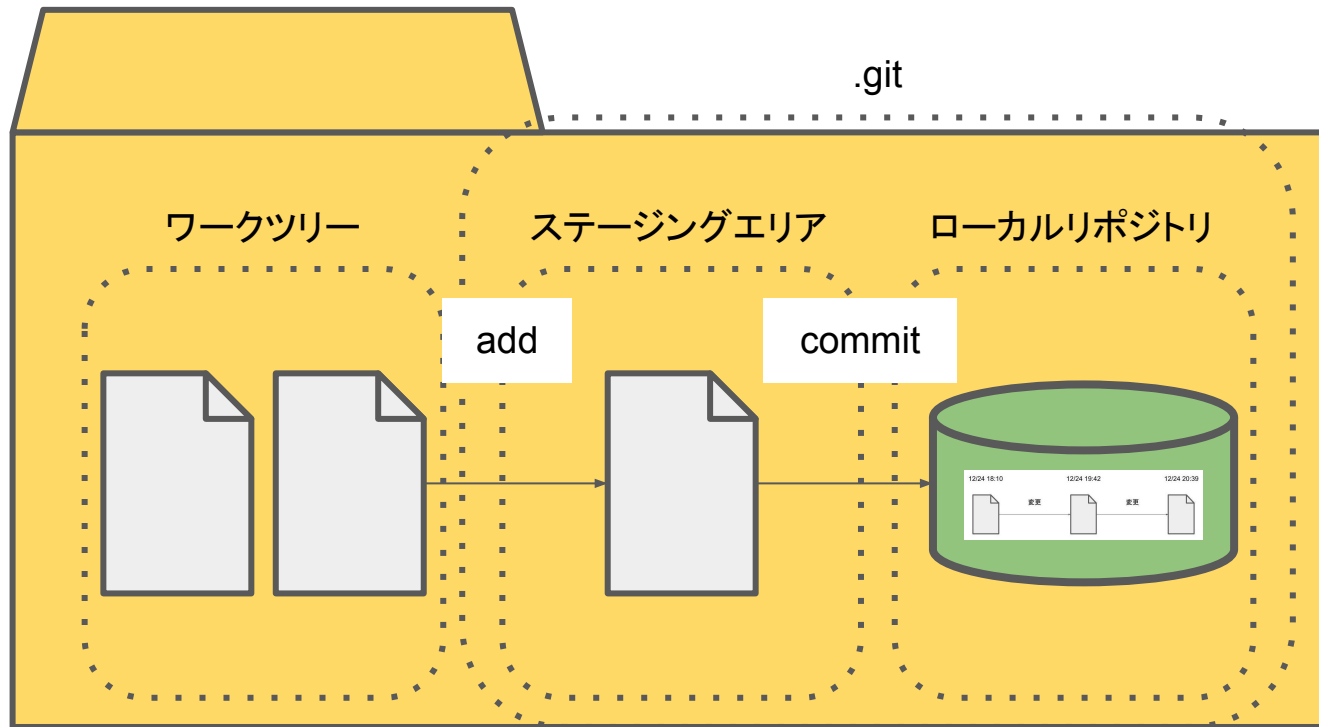 .git
ワークツリー
ステージングエリア
ローカルリポジトリ
add
commit
12/24 18:10
12/24 19:42
12/24 20:39
変更
変更